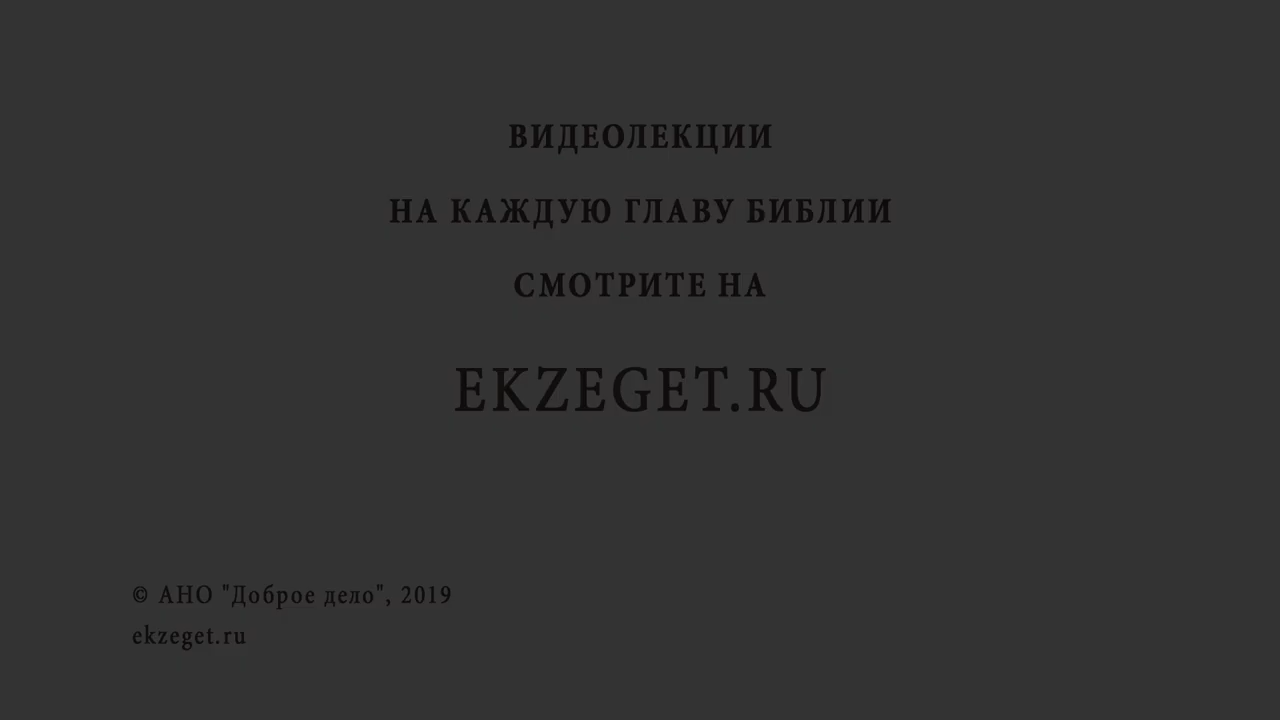 ВИДЕОЛЕКЦИИ
НА КАЖДУЮ ГЛАВУ БИБЛИИ
СМОТРИТЕ НА
EKZEGET.RU
© АНО "Доброе дело", 2019
ekzeget.ru